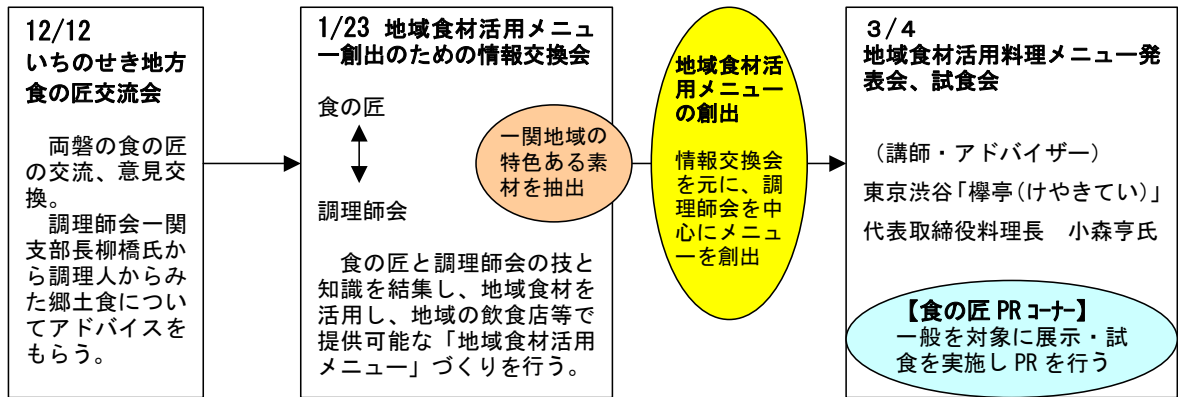 12/12
いちのせき地方
食の匠交流会
両磐の食の匠
の交流、意見交
換。
調理師会一関
支部長柳橋氏か
ら調理人からみ
た郷土食につい
てアドバイスを
もらう。
1/23 地域食材活用メニュ
ー創出のための情報交換会
食の匠
調理師会
食の匠と調理師会の技と
知識を結集し、地域食材を
活用し、地域の飲食店等で
提供可能な「地域食材活用
メニュー」づくりを行う。
一関地域の
特色ある素
材を抽出
地域食材活
用メニュー
の創出
情報交換会
を元に、調
理師会を中
心にメニュ
ーを創出
3/4
地域食材活用料理メニュー発
表会、試食会
（講師・アドバイザー）
東京渋谷「欅亭(けやきてい)」
代表取締役料理長　小森亨氏
【食の匠 PR ｺｰﾅｰ】
一般を対象に展示・試
食を実施し PR を行う